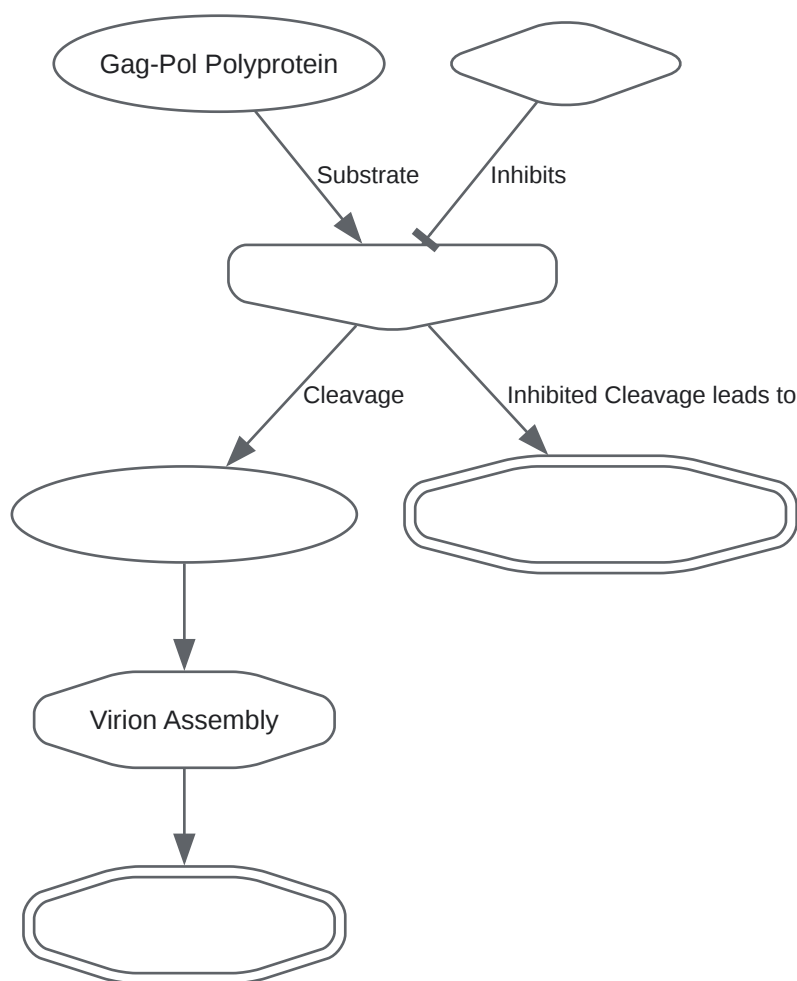 Gag-Pol Polyprotein
Substrate
Inhibits
Cleavage
Inhibited Cleavage leads to
Virion Assembly